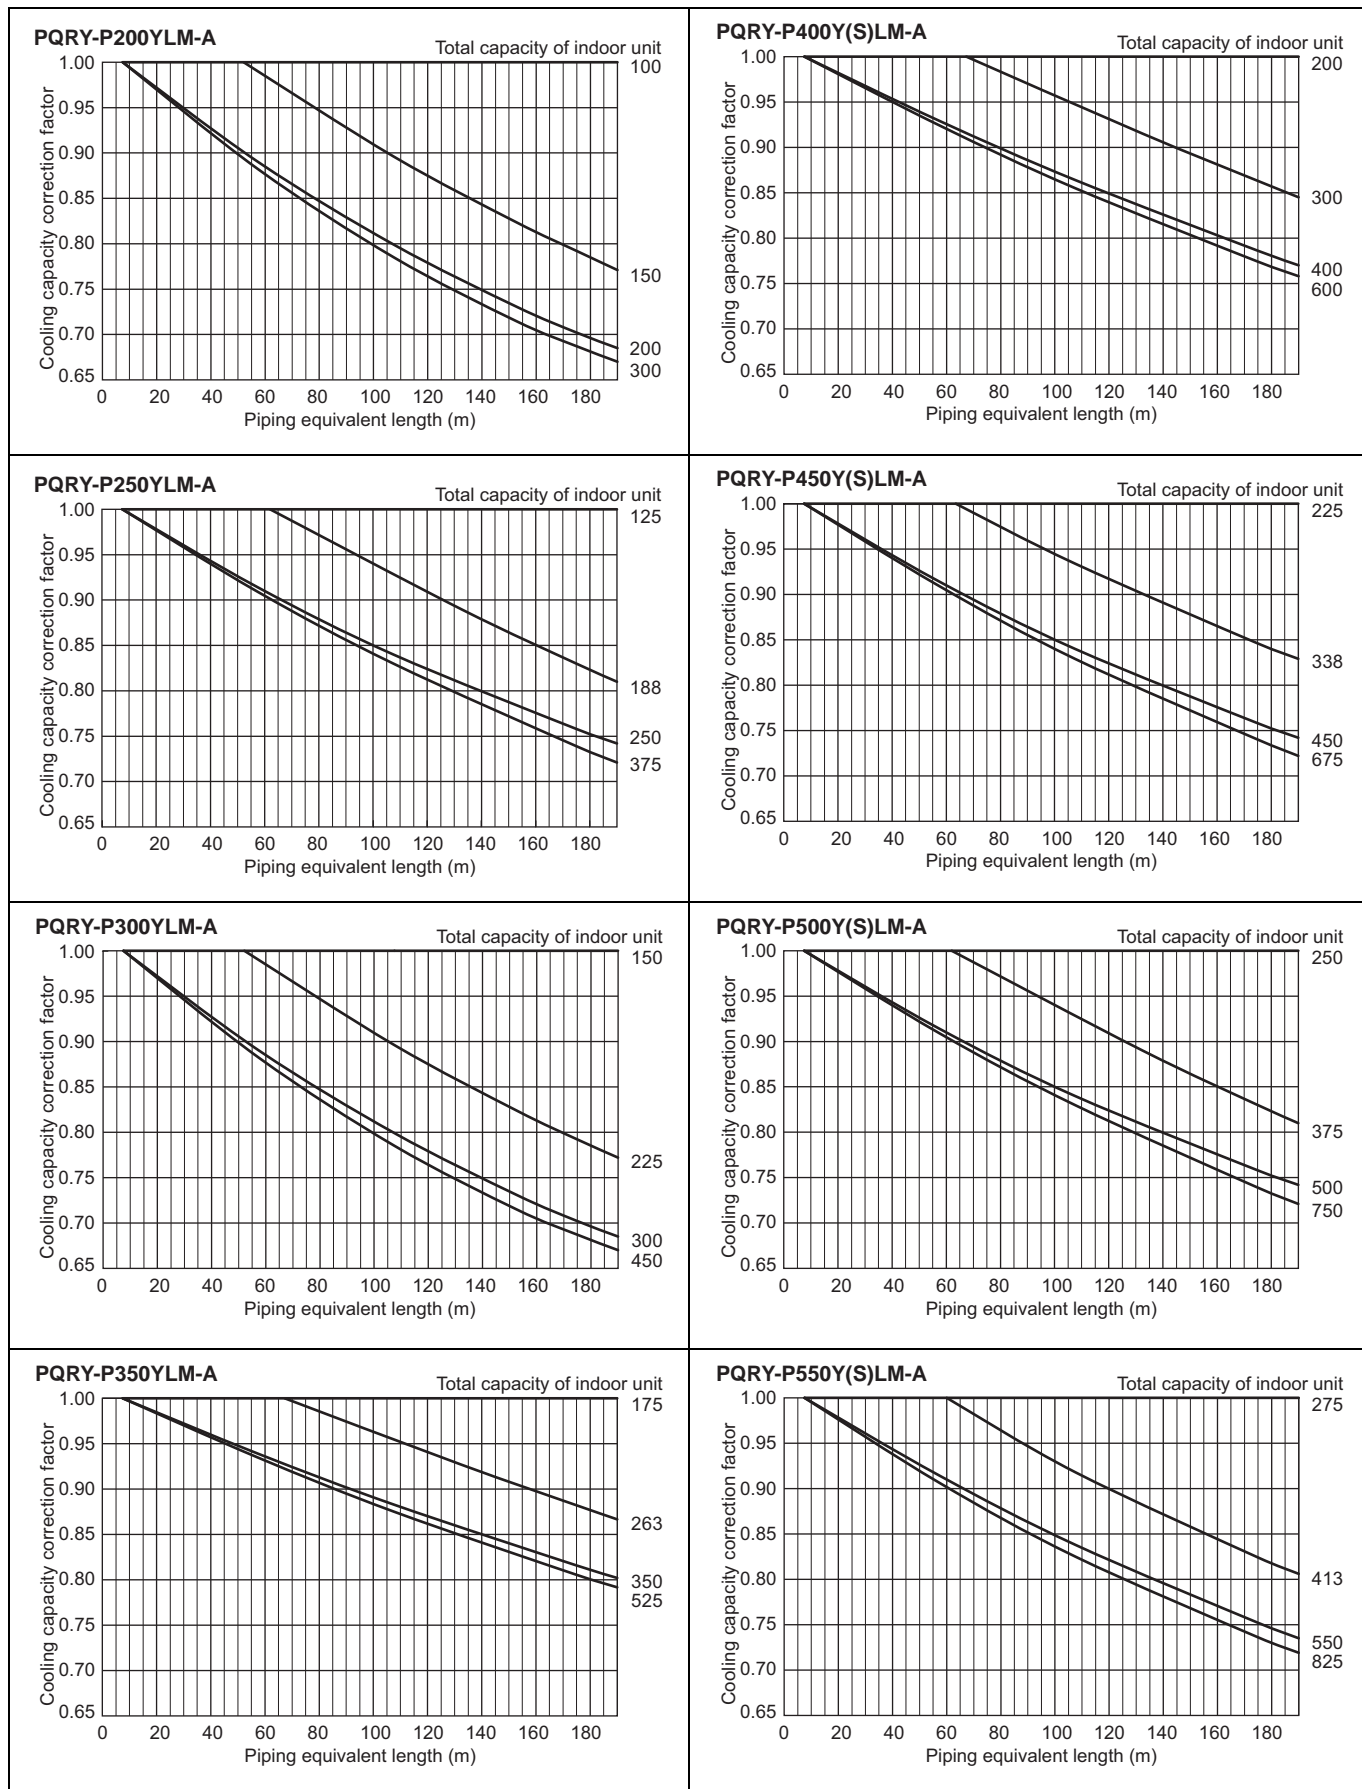 PQRY-P200YLM-A
Total capacity of indoor unit
Cooling capacity correction factor
1.00
0.95
0.90
0.85
0.80
0.75
0.70
0.65
100
150
200
300
0 20 40 60 80 100 120 140 160 180
Piping equivalent length (m)
PQRY-P400Y(S)LM-A
Total capacity of indoor unit
Cooling capacity correction factor
1.00
0.95
0.90
0.85
0.80
0.75
0.70
0.65
200
300
400
600
0 20 40 60 80 100 120 140 160 180
Piping equivalent length (m)
PQRY-P250YLM-A
Total capacity of indoor unit
Cooling capacity correction factor
1.00
0.95
0.90
0.85
0.80
0.75
0.70
0.65
125
188
250
375
0 20 40 60 80 100 120 140 160 180
Piping equivalent length (m)
PQRY-P450Y(S)LM-A
Total capacity of indoor unit
Cooling capacity correction factor
1.00
0.95
0.90
0.85
0.80
0.75
0.70
0.65
225
338
450
675
0 20 40 60 80 100 120 140 160 180
Piping equivalent length (m)
PQRY-P300YLM-A
Total capacity of indoor unit
Cooling capacity correction factor
1.00
0.95
0.90
0.85
0.80
0.75
0.70
0.65
150
225
300
450
0 20 40 60 80 100 120 140 160 180
Piping equivalent length (m)
PQRY-P500Y(S)LM-A
Total capacity of indoor unit
Cooling capacity correction factor
1.00
0.95
0.90
0.85
0.80
0.75
0.70
0.65
250
375
500
750
0 20 40 60 80 100 120 140 160 180
Piping equivalent length (m)
PQRY-P350YLM-A
Total capacity of indoor unit
Cooling capacity correction factor
1.00
0.95
0.90
0.85
0.80
0.75
0.70
0.65
175
263
350
525
0 20 40 60 80 100 120 140 160 180
Piping equivalent length (m)
PQRY-P550Y(S)LM-A
Total capacity of indoor unit
Cooling capacity correction factor
1.00
0.95
0.90
0.85
0.80
0.75
0.70
0.65
275
413
550
825
0 20 40 60 80 100 120 140 160 180
Piping equivalent length (m)